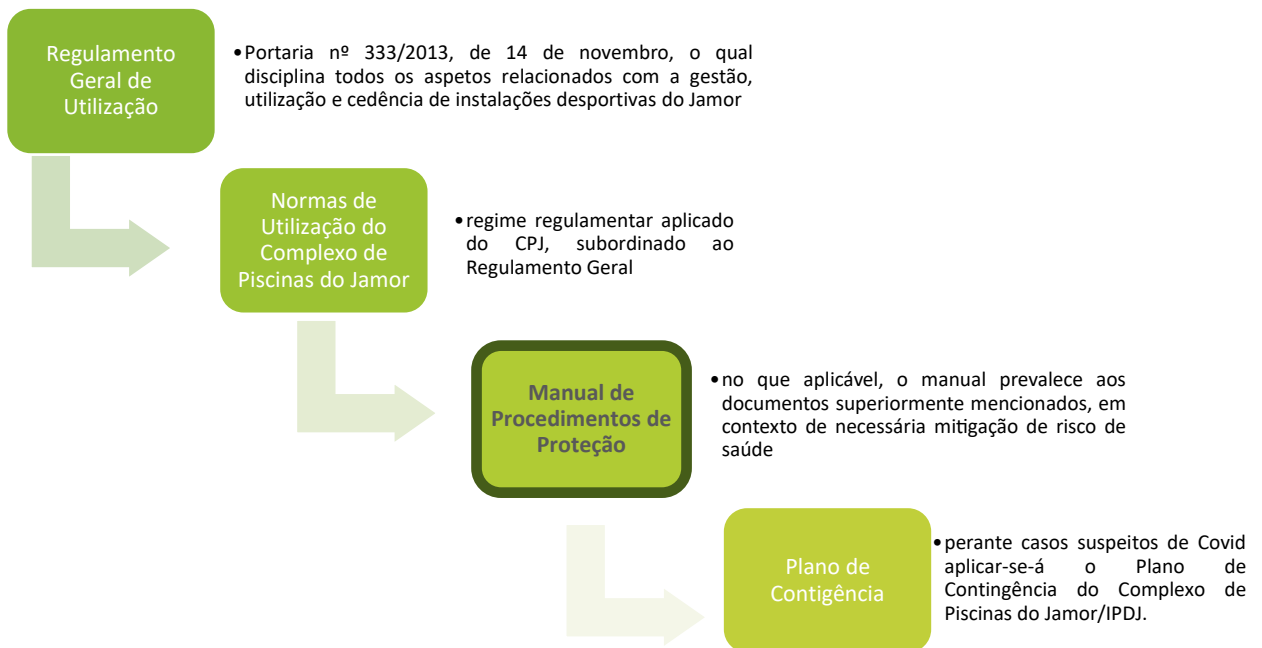 Regulamento
Geral de
Utilização
•Portaria nº 333/2013, de 14 de novembro, o qual
disciplina todos os aspetos relacionados com a gestão,
utilização e cedência de instalações desportivas do Jamor
Normas de
Utilização do
Complexo de
Piscinas do Jamor
•regime regulamentar aplicado
do CPJ, subordinado ao
Regulamento Geral
Manual de
Procedimentos de
Proteção
•no que aplicável, o manual prevalece aos
documentos superiormente mencionados, em
contexto de necessária mitigação de risco de
saúde
Plano de
Contigência
•perante casos suspeitos de Covid
aplicar-se-á o Plano de
Contingência do Complexo de
Piscinas do Jamor/IPDJ.